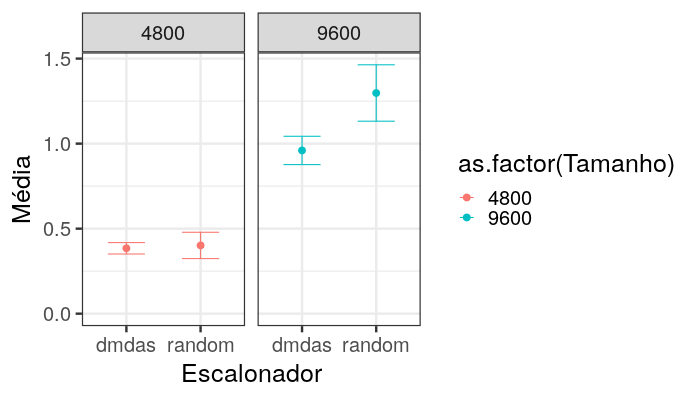 4800 9600
1.5
1.0
0.5
0.0
Média
dmdas random dmdas random
Escalonador
as.factor(Tamanho)
4800
9600